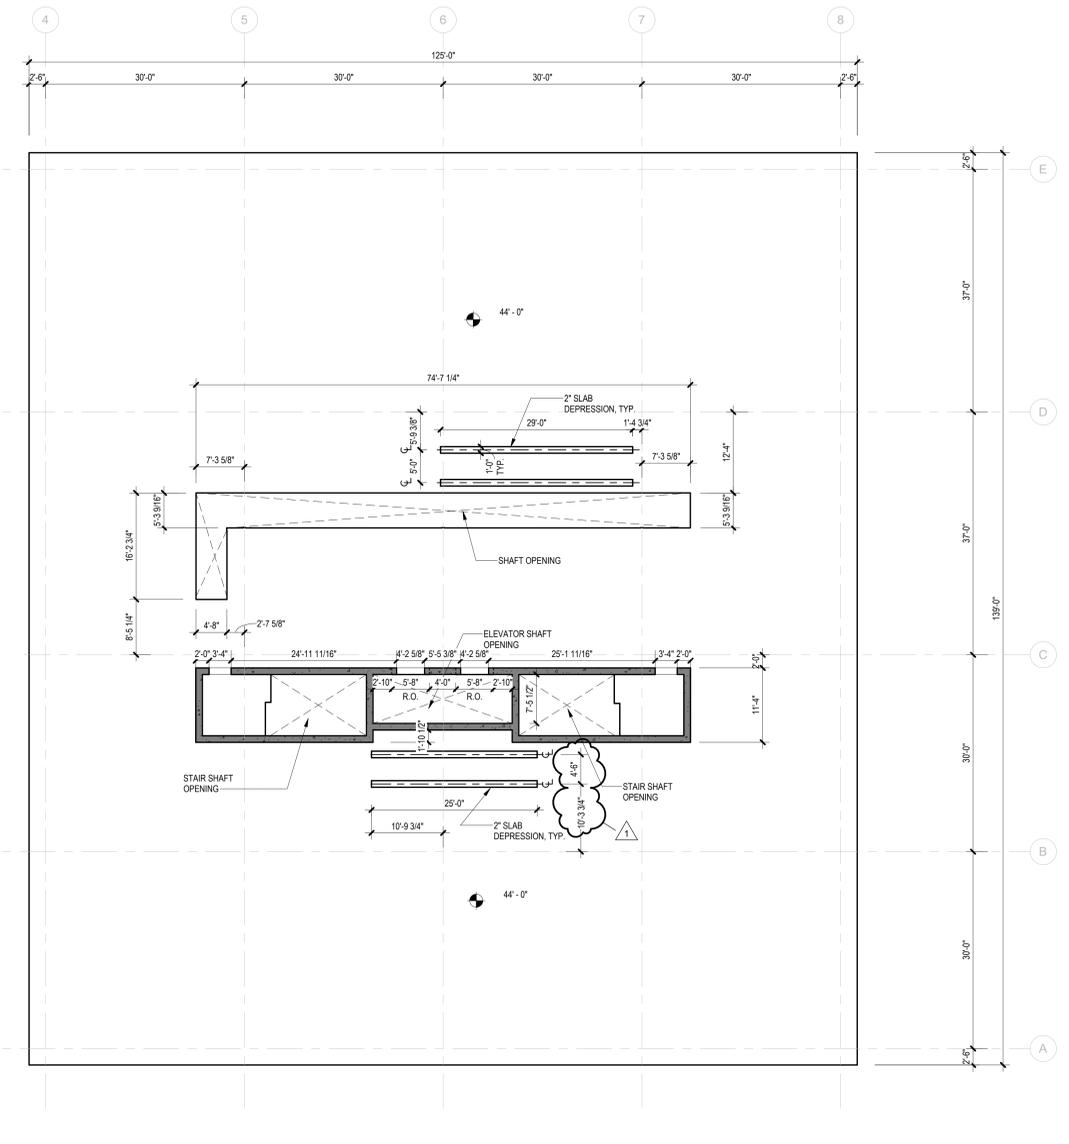 4 5 6 7 8
125'-0"
2'-6" 30'-0" 30'-0" 30'-0" 30'-0" 2'-6"
2'-6"
E
37'-0"
44' - 0"
74'-7 1/4"
2" SLAB
DEPRESSION, TYP.
D
5'-9 3/8"
29'-0" 1'-4 3/4"
12'-4"
7'-3 5/8" 5'-0" 1'-0" TYP. 7'-3 5/8"
CL
CL
5'-3 9/16" 5'-3 9/16"
16'-2 3/4"
37'-0"
SHAFT OPENING
139'-0"
8'-5 1/4"
4'-8" 2'-7 5/8"
ELEVATOR SHAFT
OPENING
2'-0" 3'-4" 24'-11 11/16" 4'-2 5/8" 5'-5 3/8" 4'-2 5/8" 25'-1 11/16" 3'-4" 2'-0" 2'-0"
C
2'-10" 5'-8" 4'-0" 5'-8" 2'-10"
R.O. R.O.
7'-5 1/2"
11'-4"
1'-10 1/2"
30'-0"
CL
4'-6"
STAIR SHAFT
OPENING
CL
STAIR SHAFT
OPENING
25'-0"
10'-3 3/4"
10'-9 3/4"
2" SLAB
DEPRESSION, TYP.
1
B
44' - 0"
30'-0"
A
2'-6"